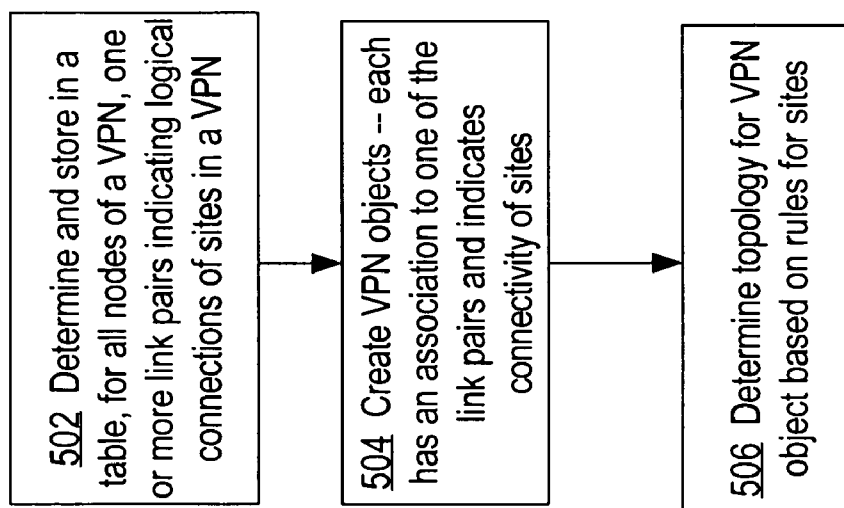 502 Determine and store in a
table, for all nodes of a VPN, one
or more link pairs indicating logical
connections of sites in a VPN
504 Create VPN objects -- each
has an association to one of the
link pairs and indicates
connectivity of sites
506 Determine topology for VPN
object based on rules for sites